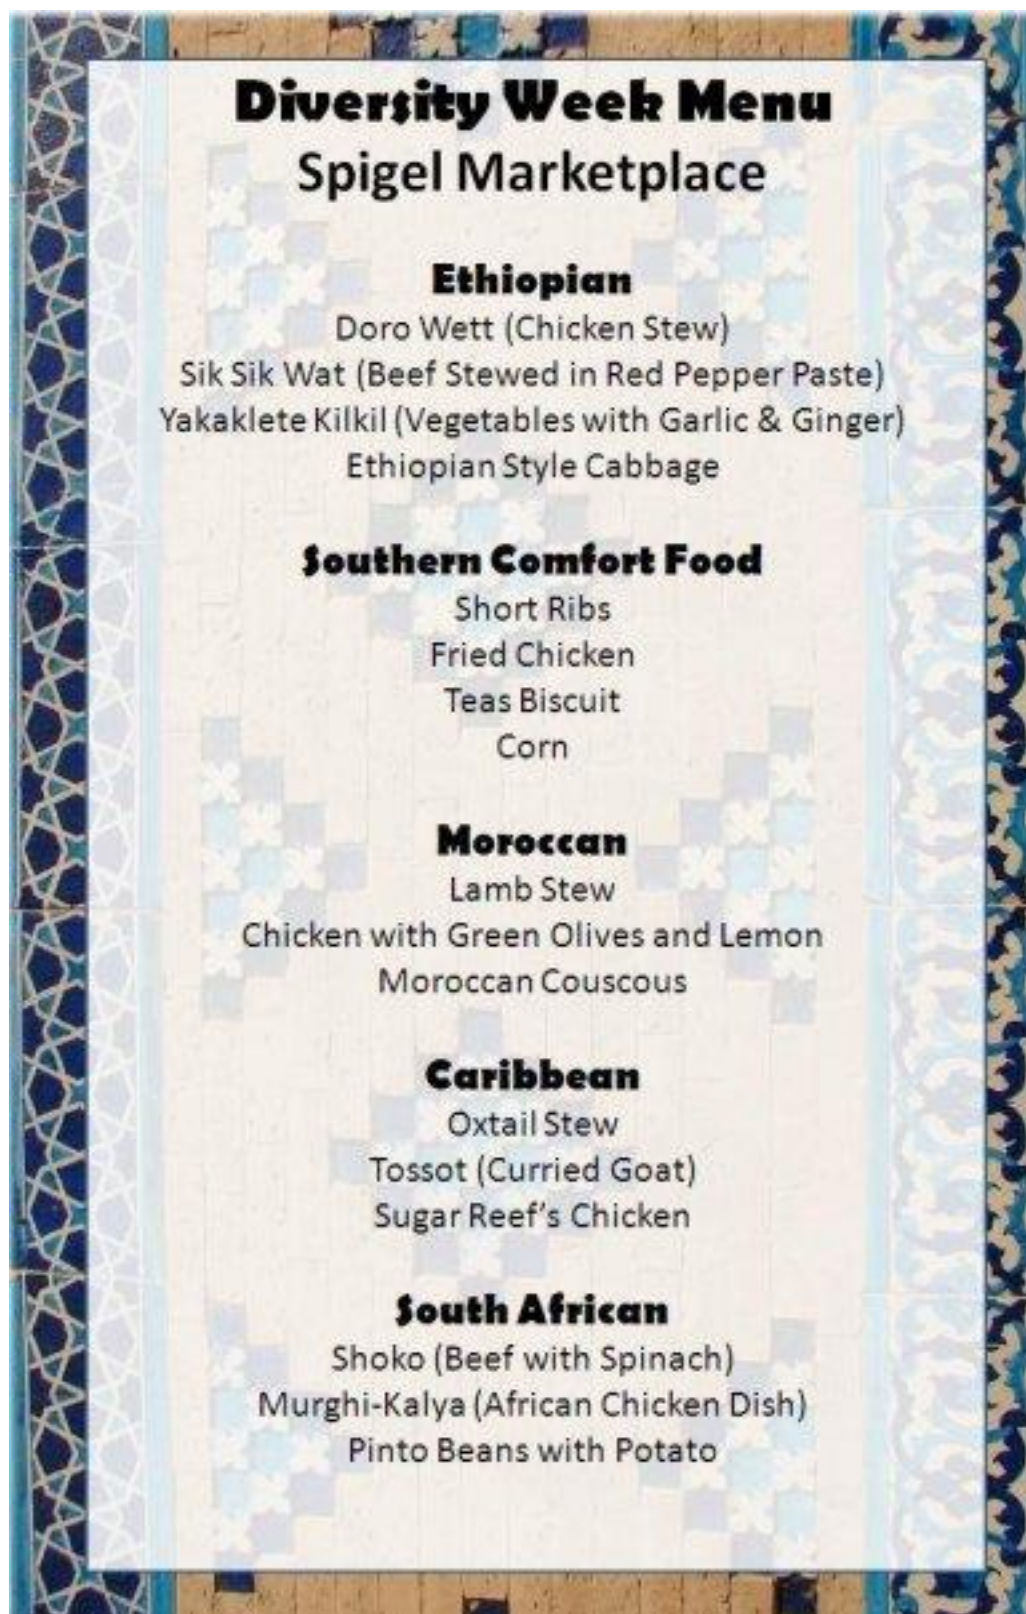 Diversity Week Menu
Spigel Marketplace
Ethiopian
Doro Wett (Chicken Stew)
Sik Sik Wat (Beef Stewed in Red Pepper Paste)
Yakaklete Kilkil (Vegetables with Garlic & Ginger)
Ethiopian Style Cabbage
Southern Comfort Food
Short Ribs
Fried Chicken
Teas Biscuit
Corn
Moroccan
Lamb Stew
Chicken with Green Olives and Lemon
Moroccan Couscous
Caribbean
Oxtail Stew
Tossot (Curried Goat)
Sugar Reef's Chicken
South African
Shoko (Beef with Spinach)
Murghi-Kalya (African Chicken Dish)
Pinto Beans with Potato